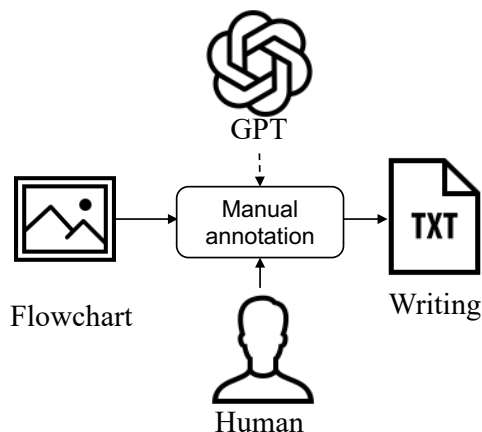 GPT
Manual
annotation
TXT
Flowchart
Writing
Human